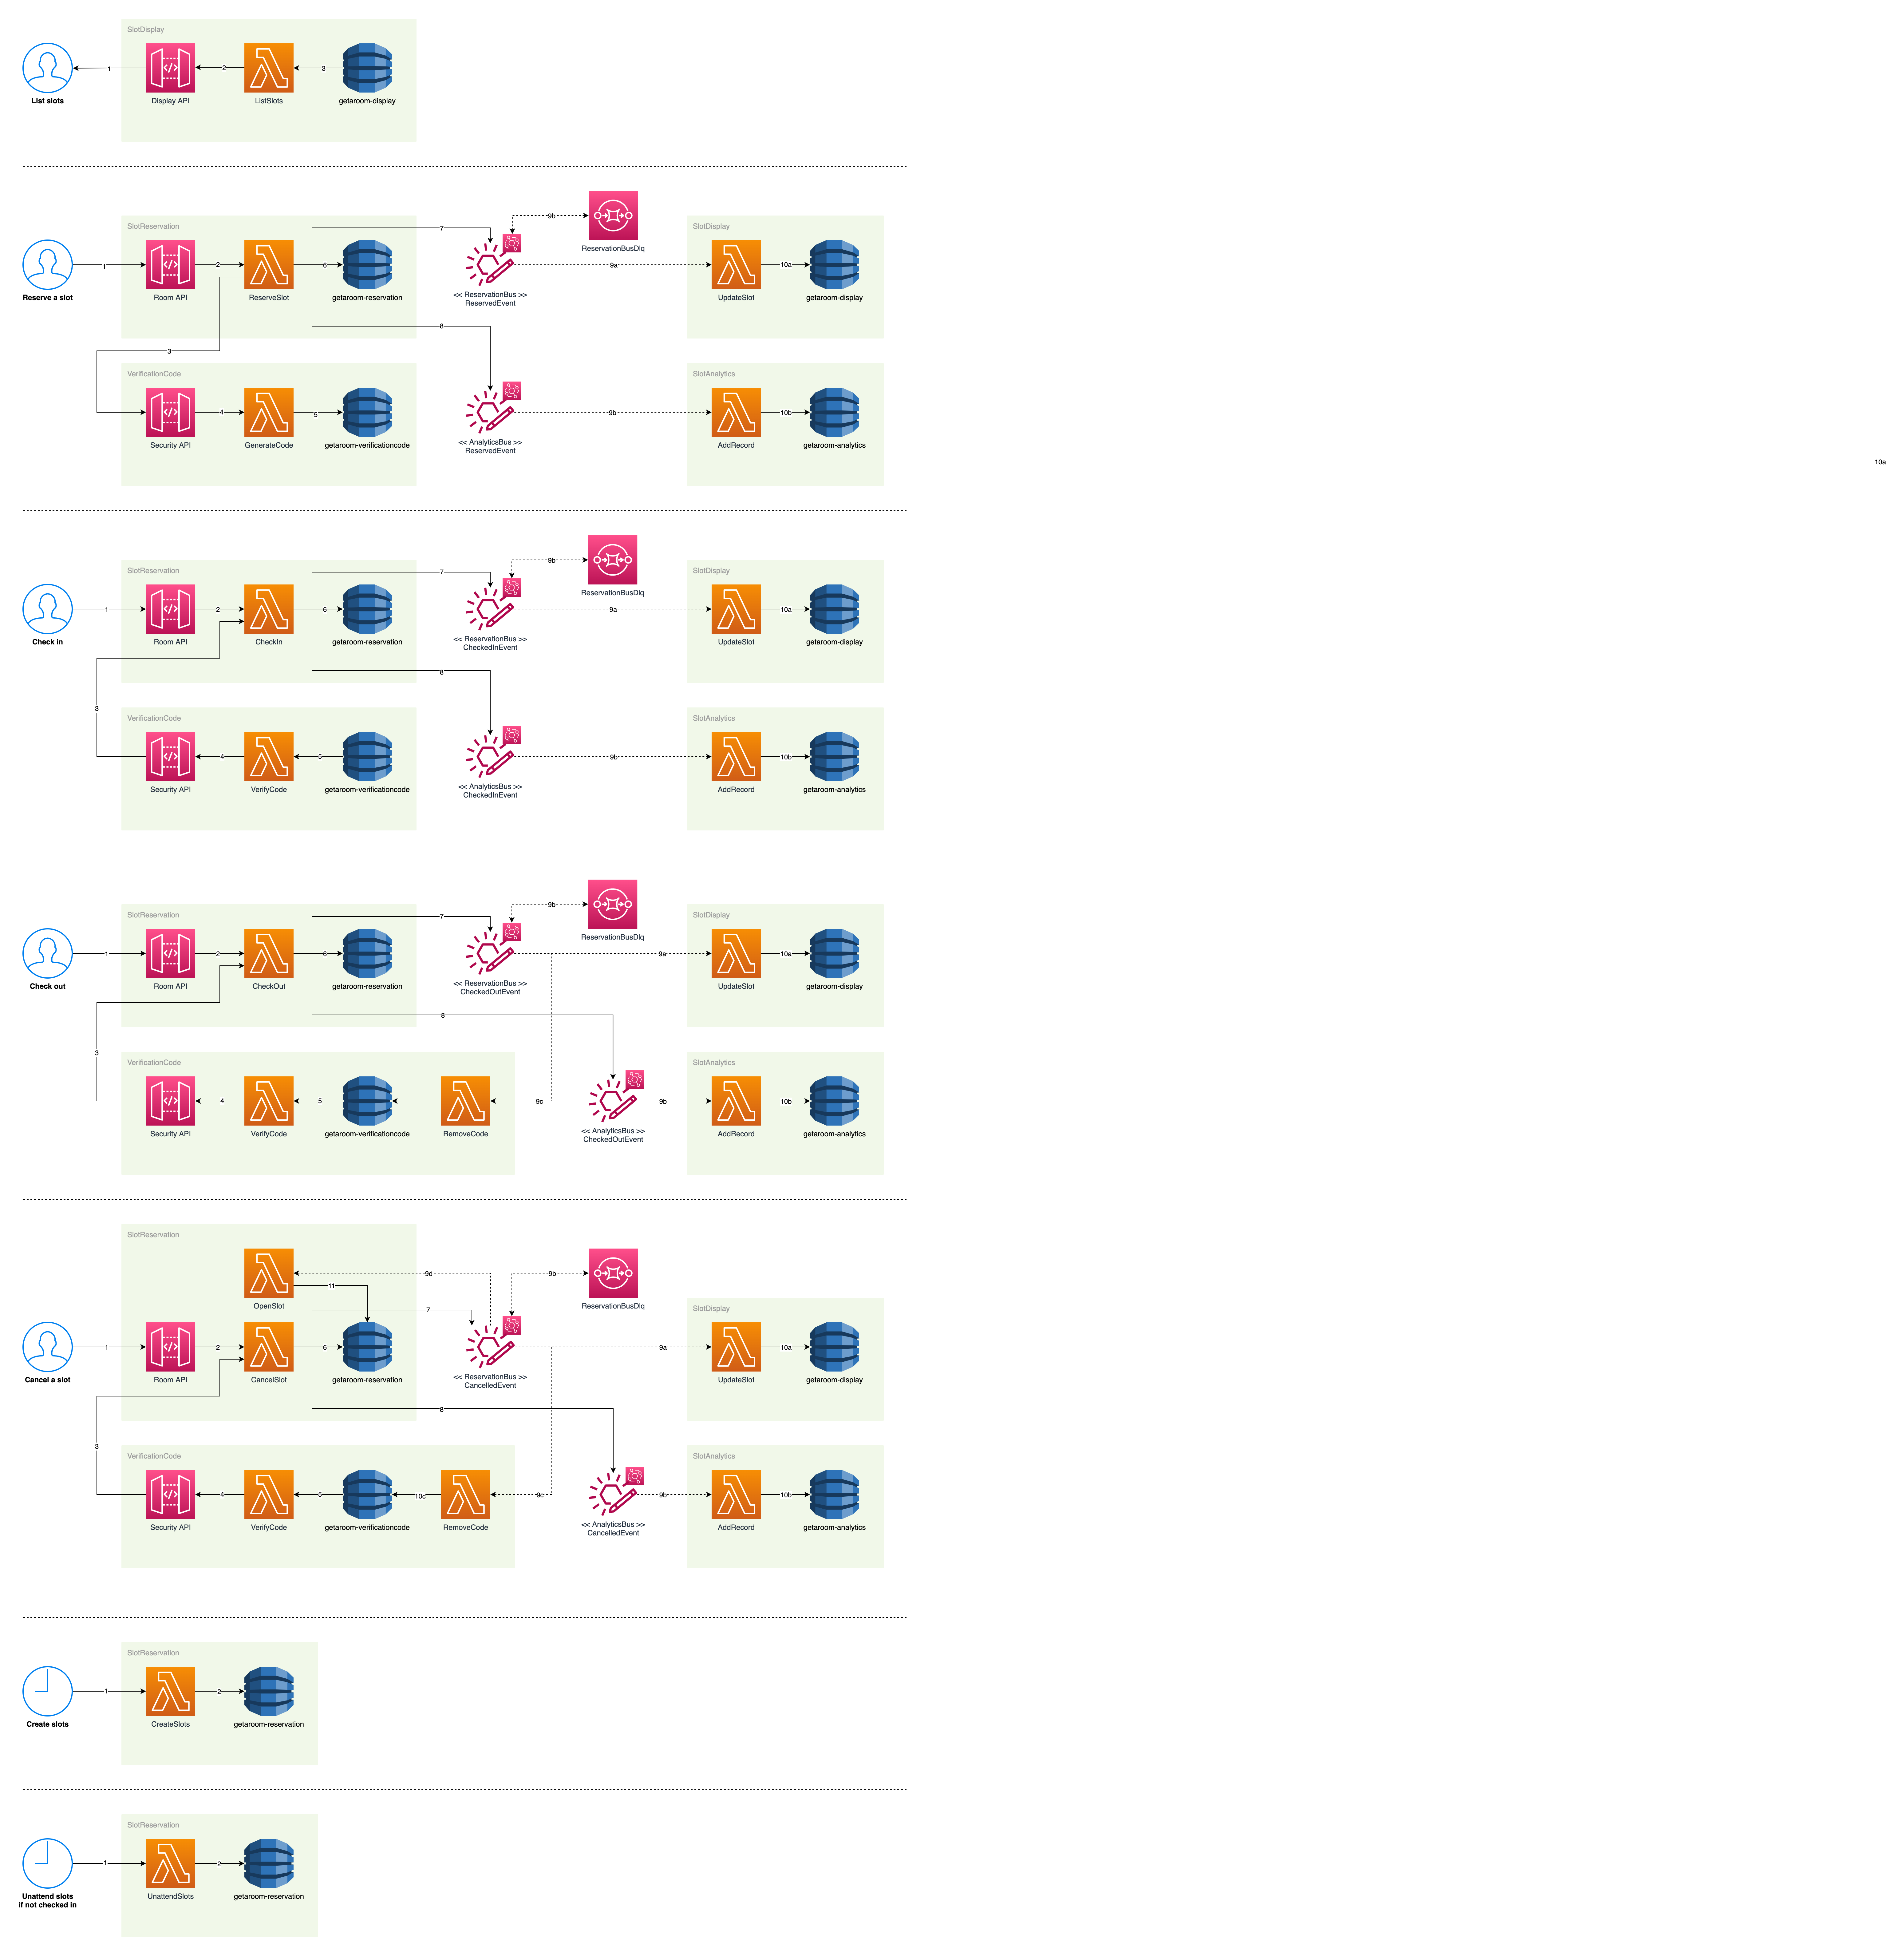 SlotDisplay
1
2
3
List slots
Display API
ListSlots
getaroom-display
9b
ReservationBusDlq
SlotReservation
7
SlotDisplay
1
2
6
9a
10a
Reserve a slot
Room API
ReserveSlot
getaroom-reservation
<< ReservationBus >>
ReservedEvent
UpdateSlot
getaroom-display
8
3
VerificationCode
SlotAnalytics
4
5
9b
10b
Security API
GenerateCode
getaroom-verificationcode
<< AnalyticsBus >>
ReservedEvent
AddRecord
getaroom-analytics
10a
9b
ReservationBusDlq
SlotReservation
7
SlotDisplay
1
2
6
9a
10a
Check in
Room API
CheckIn
getaroom-reservation
<< ReservationBus >>
CheckedInEvent
UpdateSlot
getaroom-display
8
3
VerificationCode
SlotAnalytics
4
5
9b
10b
Security API
VerifyCode
getaroom-verificationcode
<< AnalyticsBus >>
CheckedInEvent
AddRecord
getaroom-analytics
9b
ReservationBusDlq
SlotReservation
7
SlotDisplay
1
2
6
9a
10a
Check out
Room API
CheckOut
getaroom-reservation
<< ReservationBus >>
CheckedOutEvent
UpdateSlot
getaroom-display
8
3
VerificationCode
SlotAnalytics
4
5
9c
9b
10b
Security API
VerifyCode
getaroom-verificationcode
RemoveCode
<< AnalyticsBus >>
CheckedOutEvent
AddRecord
getaroom-analytics
SlotReservation
9d
9b
11
OpenSlot
ReservationBusDlq
7
SlotDisplay
1
2
6
9a
10a
Cancel a slot
Room API
CancelSlot
getaroom-reservation
<< ReservationBus >>
CancelledEvent
UpdateSlot
getaroom-display
8
3
VerificationCode
SlotAnalytics
4
5
10c
9c
9b
10b
Security API
VerifyCode
getaroom-verificationcode
RemoveCode
<< AnalyticsBus >>
CancelledEvent
AddRecord
getaroom-analytics
SlotReservation
1
2
Create slots
CreateSlots
getaroom-reservation
SlotReservation
1
2
Unattend slots
if not checked in
UnattendSlots
getaroom-reservation